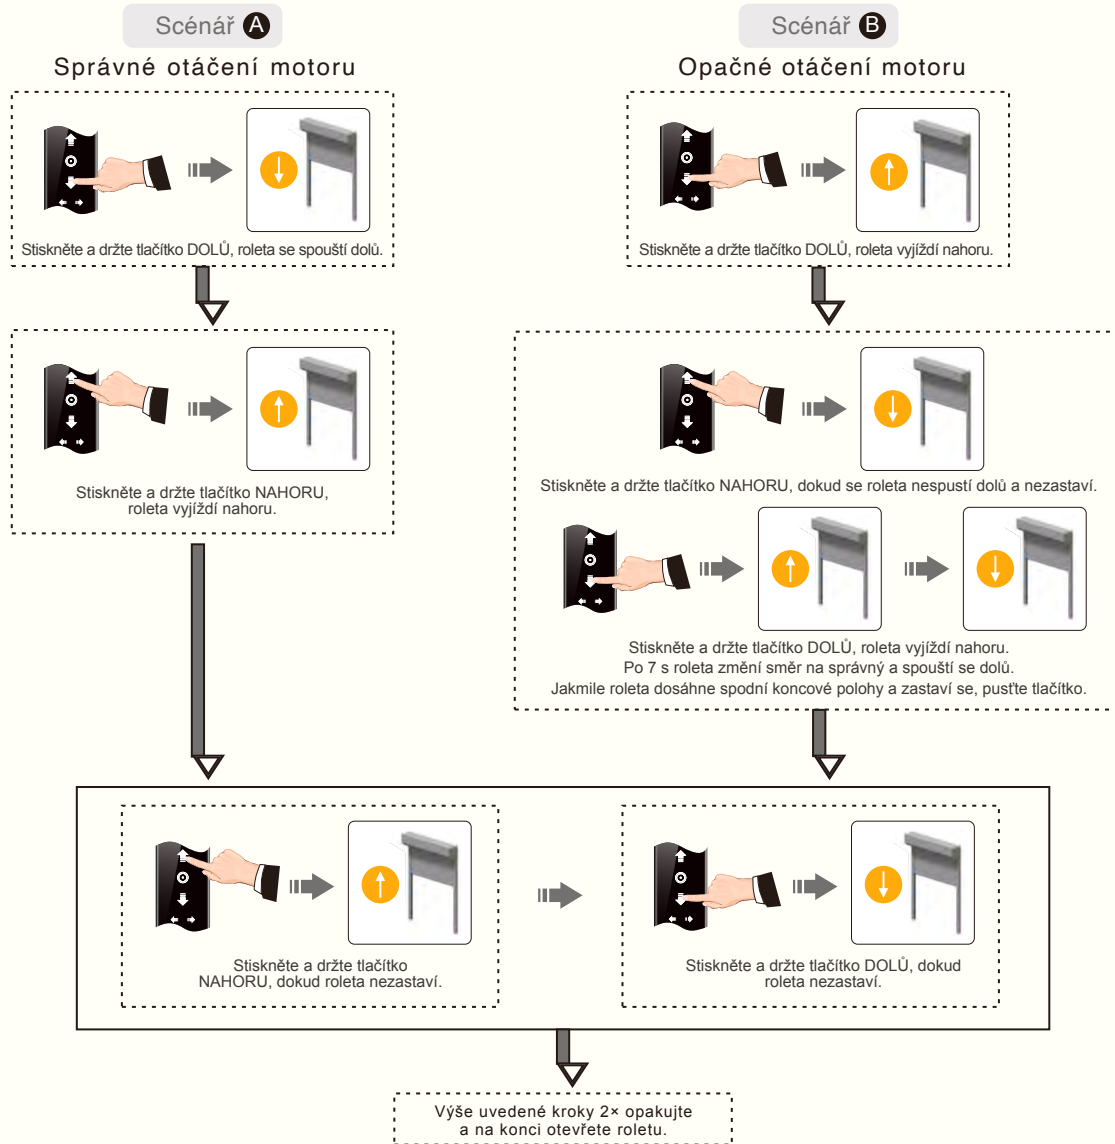 Scénář A
Správné otáčení motoru
Stiskněte a držte tlačítko DOLŮ, roleta se spouští dolů.
Stiskněte a držte tlačítko NAHORU,
roleta vyjíždí nahoru.
Scénář B
Opačné otáčení motoru
Stiskněte a držte tlačítko DOLŮ, roleta vyjíždí nahoru.
Stiskněte a držte tlačítko NAHORU, dokud se roleta nespustí dolů a nezastaví.
Stiskněte a držte tlačítko DOLŮ, roleta vyjíždí nahoru.
Po 7 s roleta změní směr na správný a spouští se dolů.
Jakmile roleta dosáhne spodní koncové polohy a zastaví se, pusťte tlačítko.
Stiskněte a držte tlačítko
NAHORU, dokud roleta nezastaví.
Stiskněte a držte tlačítko DOLŮ, dokud
roleta nezastaví.
Výše uvedené kroky 2× opakujte
a na konci otevřete roletu.